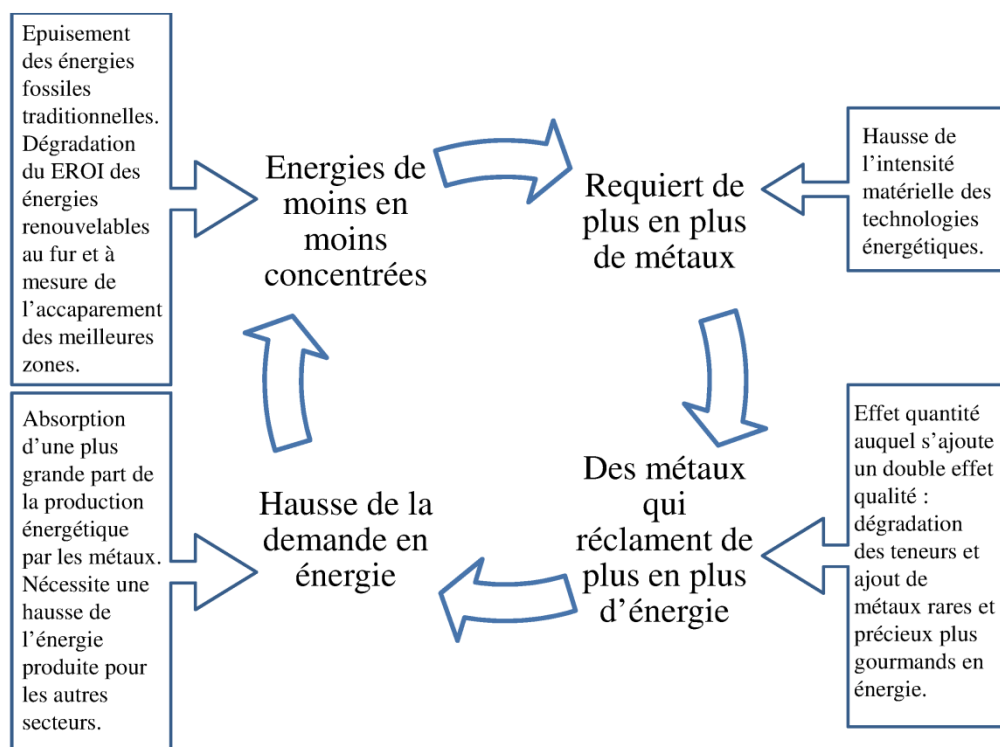 Epuisement
des énergies
fossiles
traditionnelles.
Dégradation
du EROI des
énergies
renouvelables
au fur et à
mesure de
l’accaparement
des meilleures
zones.
Energies de
moins en
moins
concentrées
Requiert de
plus en plus
de métaux
Hausse de
l’intensité
matérielle des
technologies
énergétiques.
Absorption
d’une plus
grande part de
la production
énergétique
par les métaux.
Nécessite une
hausse de
l’énergie
produite pour
les autres
secteurs.
Hausse de la
demande en
énergie
Des métaux
qui
réclament de
plus en plus
d’énergie
Effet quantité
auquel s’ajoute
un double effet
qualité :
dégradation
des teneurs et
ajout de
métaux rares et
précieux plus
gourmands en
énergie.